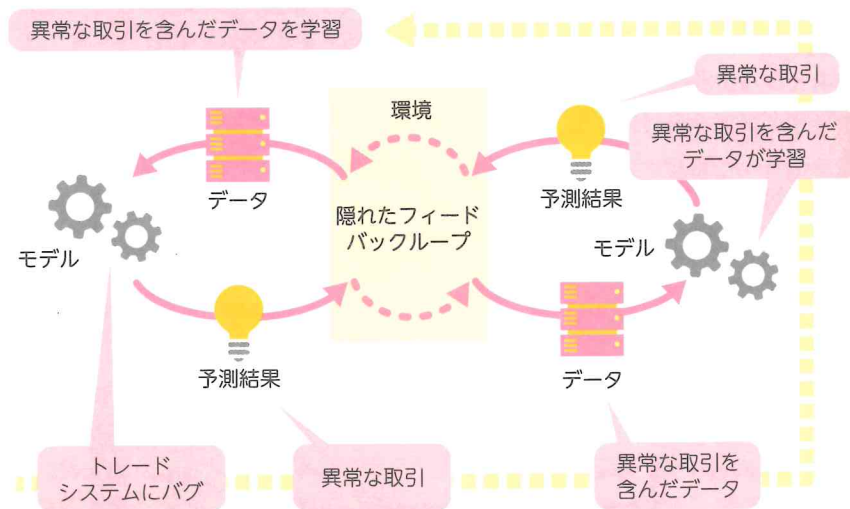 異常な取引を含んだデータを学習
環境
異常な取引
異常な取引を含んだ
データが学習
データ
予測結果
隠れたフィード
バックループ
モデル
モデル
予測結果
データ
トレード
システムにバグ
異常な取引
異常な取引を
含んだデータ